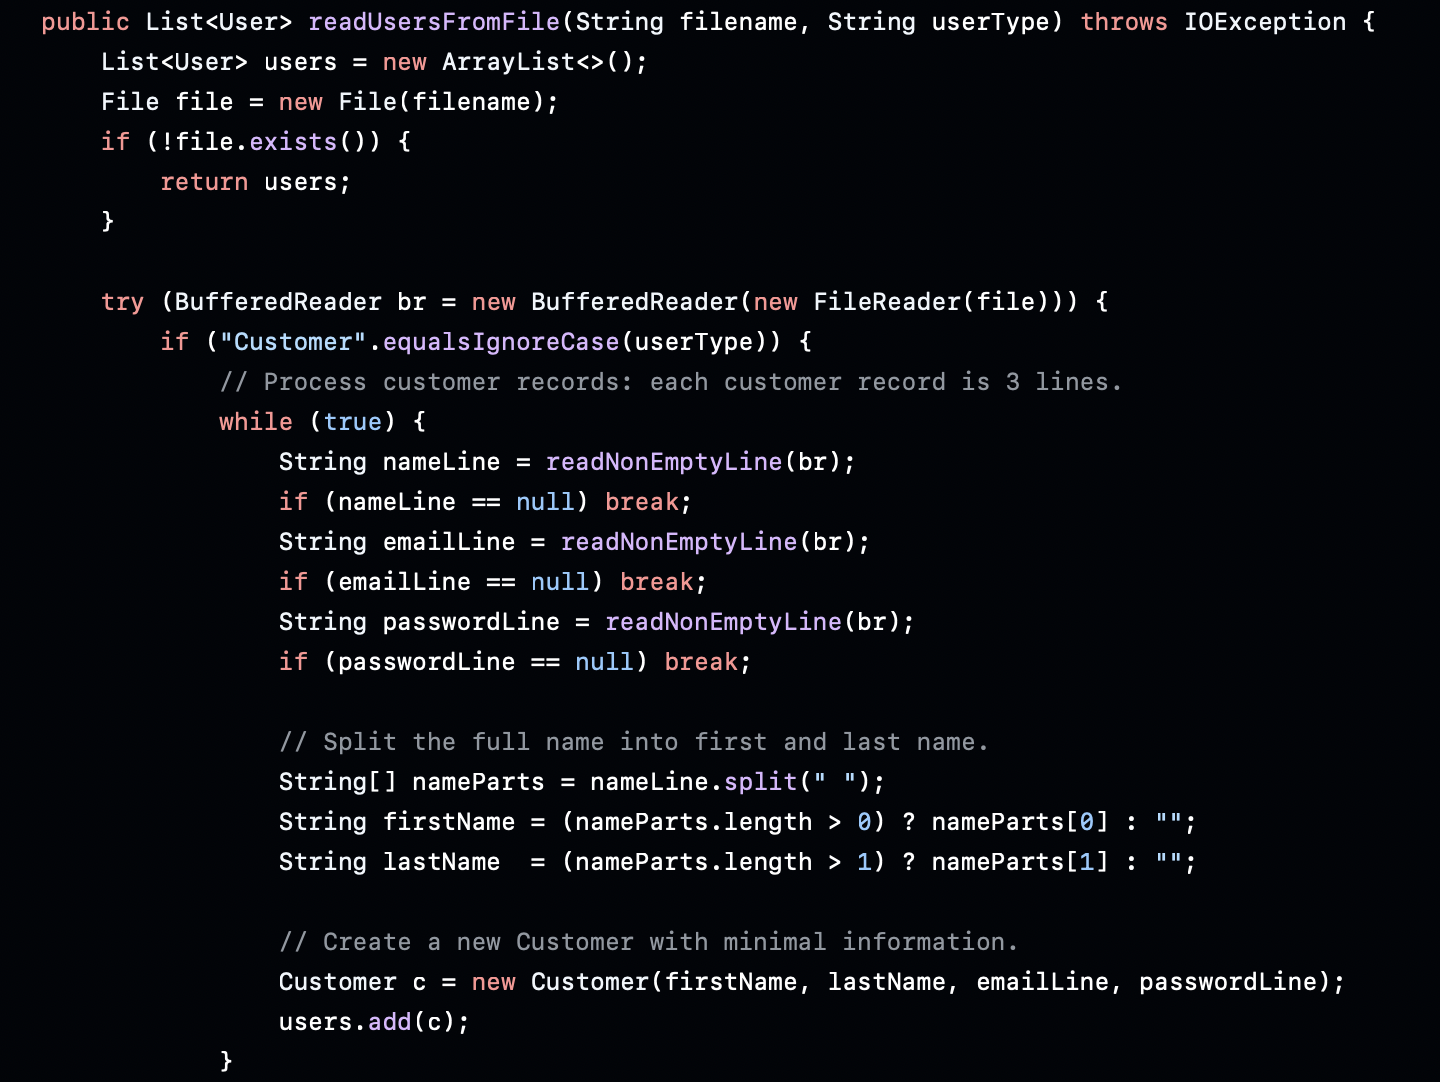 public List<User> readUsersFromFile(String filename, String userType) throws IOException {
    List<User> users = new ArrayList<>();
    File file = new File(filename);
    if (!file.exists()) {
        return users;
    }

    try (BufferedReader br = new BufferedReader(new FileReader(file))) {
        if ("Customer".equalsIgnoreCase(userType)) {
            // Process customer records: each customer record is 3 lines.
            while (true) {
                String nameLine = readNonEmptyLine(br);
                if (nameLine == null) break;
                String emailLine = readNonEmptyLine(br);
                if (emailLine == null) break;
                String passwordLine = readNonEmptyLine(br);
                if (passwordLine == null) break;

                // Split the full name into first and last name.
                String[] nameParts = nameLine.split(" ");
                String firstName = (nameParts.length > 0) ? nameParts[0] : "";
                String lastName  = (nameParts.length > 1) ? nameParts[1] : "";

                // Create a new Customer with minimal information.
                Customer c = new Customer(firstName, lastName, emailLine, passwordLine);
                users.add(c);
            }